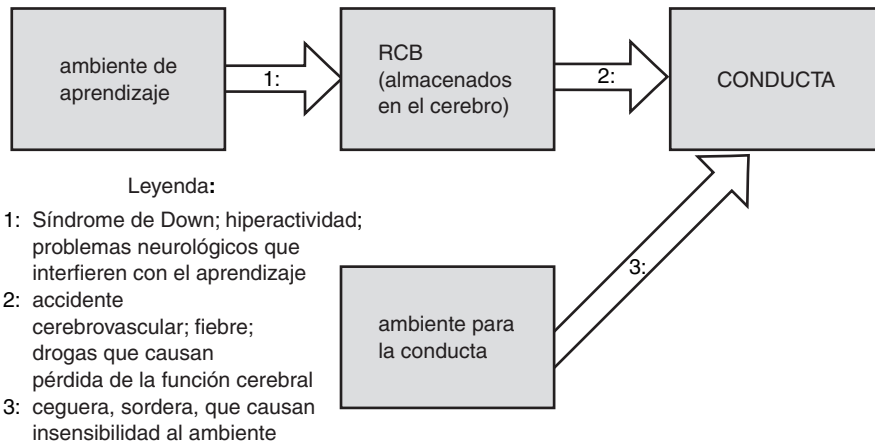 ambiente de
aprendizaje
1:
RCB
(almacenados
en el cerebro)
2:
CONDUCTA
Leyenda:
1: Síndrome de Down; hiperactividad;
problemas neurológicos que
interfieren con el aprendizaje
2: accidente
cerebrovascular; fiebre;
drogas que causan
pérdida de la función cerebral
3: ceguera, sordera, que causan
insensibilidad al ambiente
3:
ambiente para
la conducta